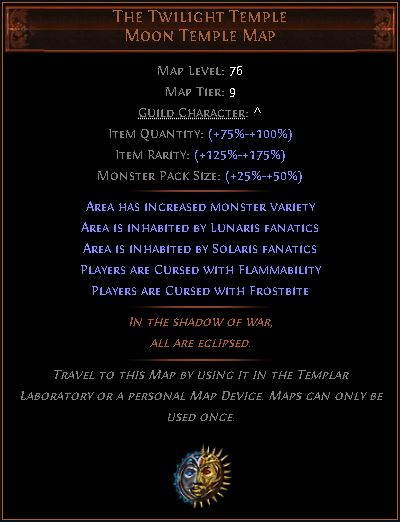 The Twilight Temple
Moon Temple Map
Map Level: 76
Map Tier: 9
Guild Character: ^
Item Quantity: (+75%-+100%)
Item Rarity: (+125%-+175%)
Monster Pack Size: (+25%-+50%)
Area has increased monster variety
Area is inhabited by Lunaris fanatics
Area is inhabited by Solaris fanatics
Players are Cursed with Flammability
Players are Cursed with Frostbite
In the shadow of war,
all are eclipsed.
Travel to this Map by using it in the Templar
Laboratory or a personal Map Device. Maps can only be
used once.